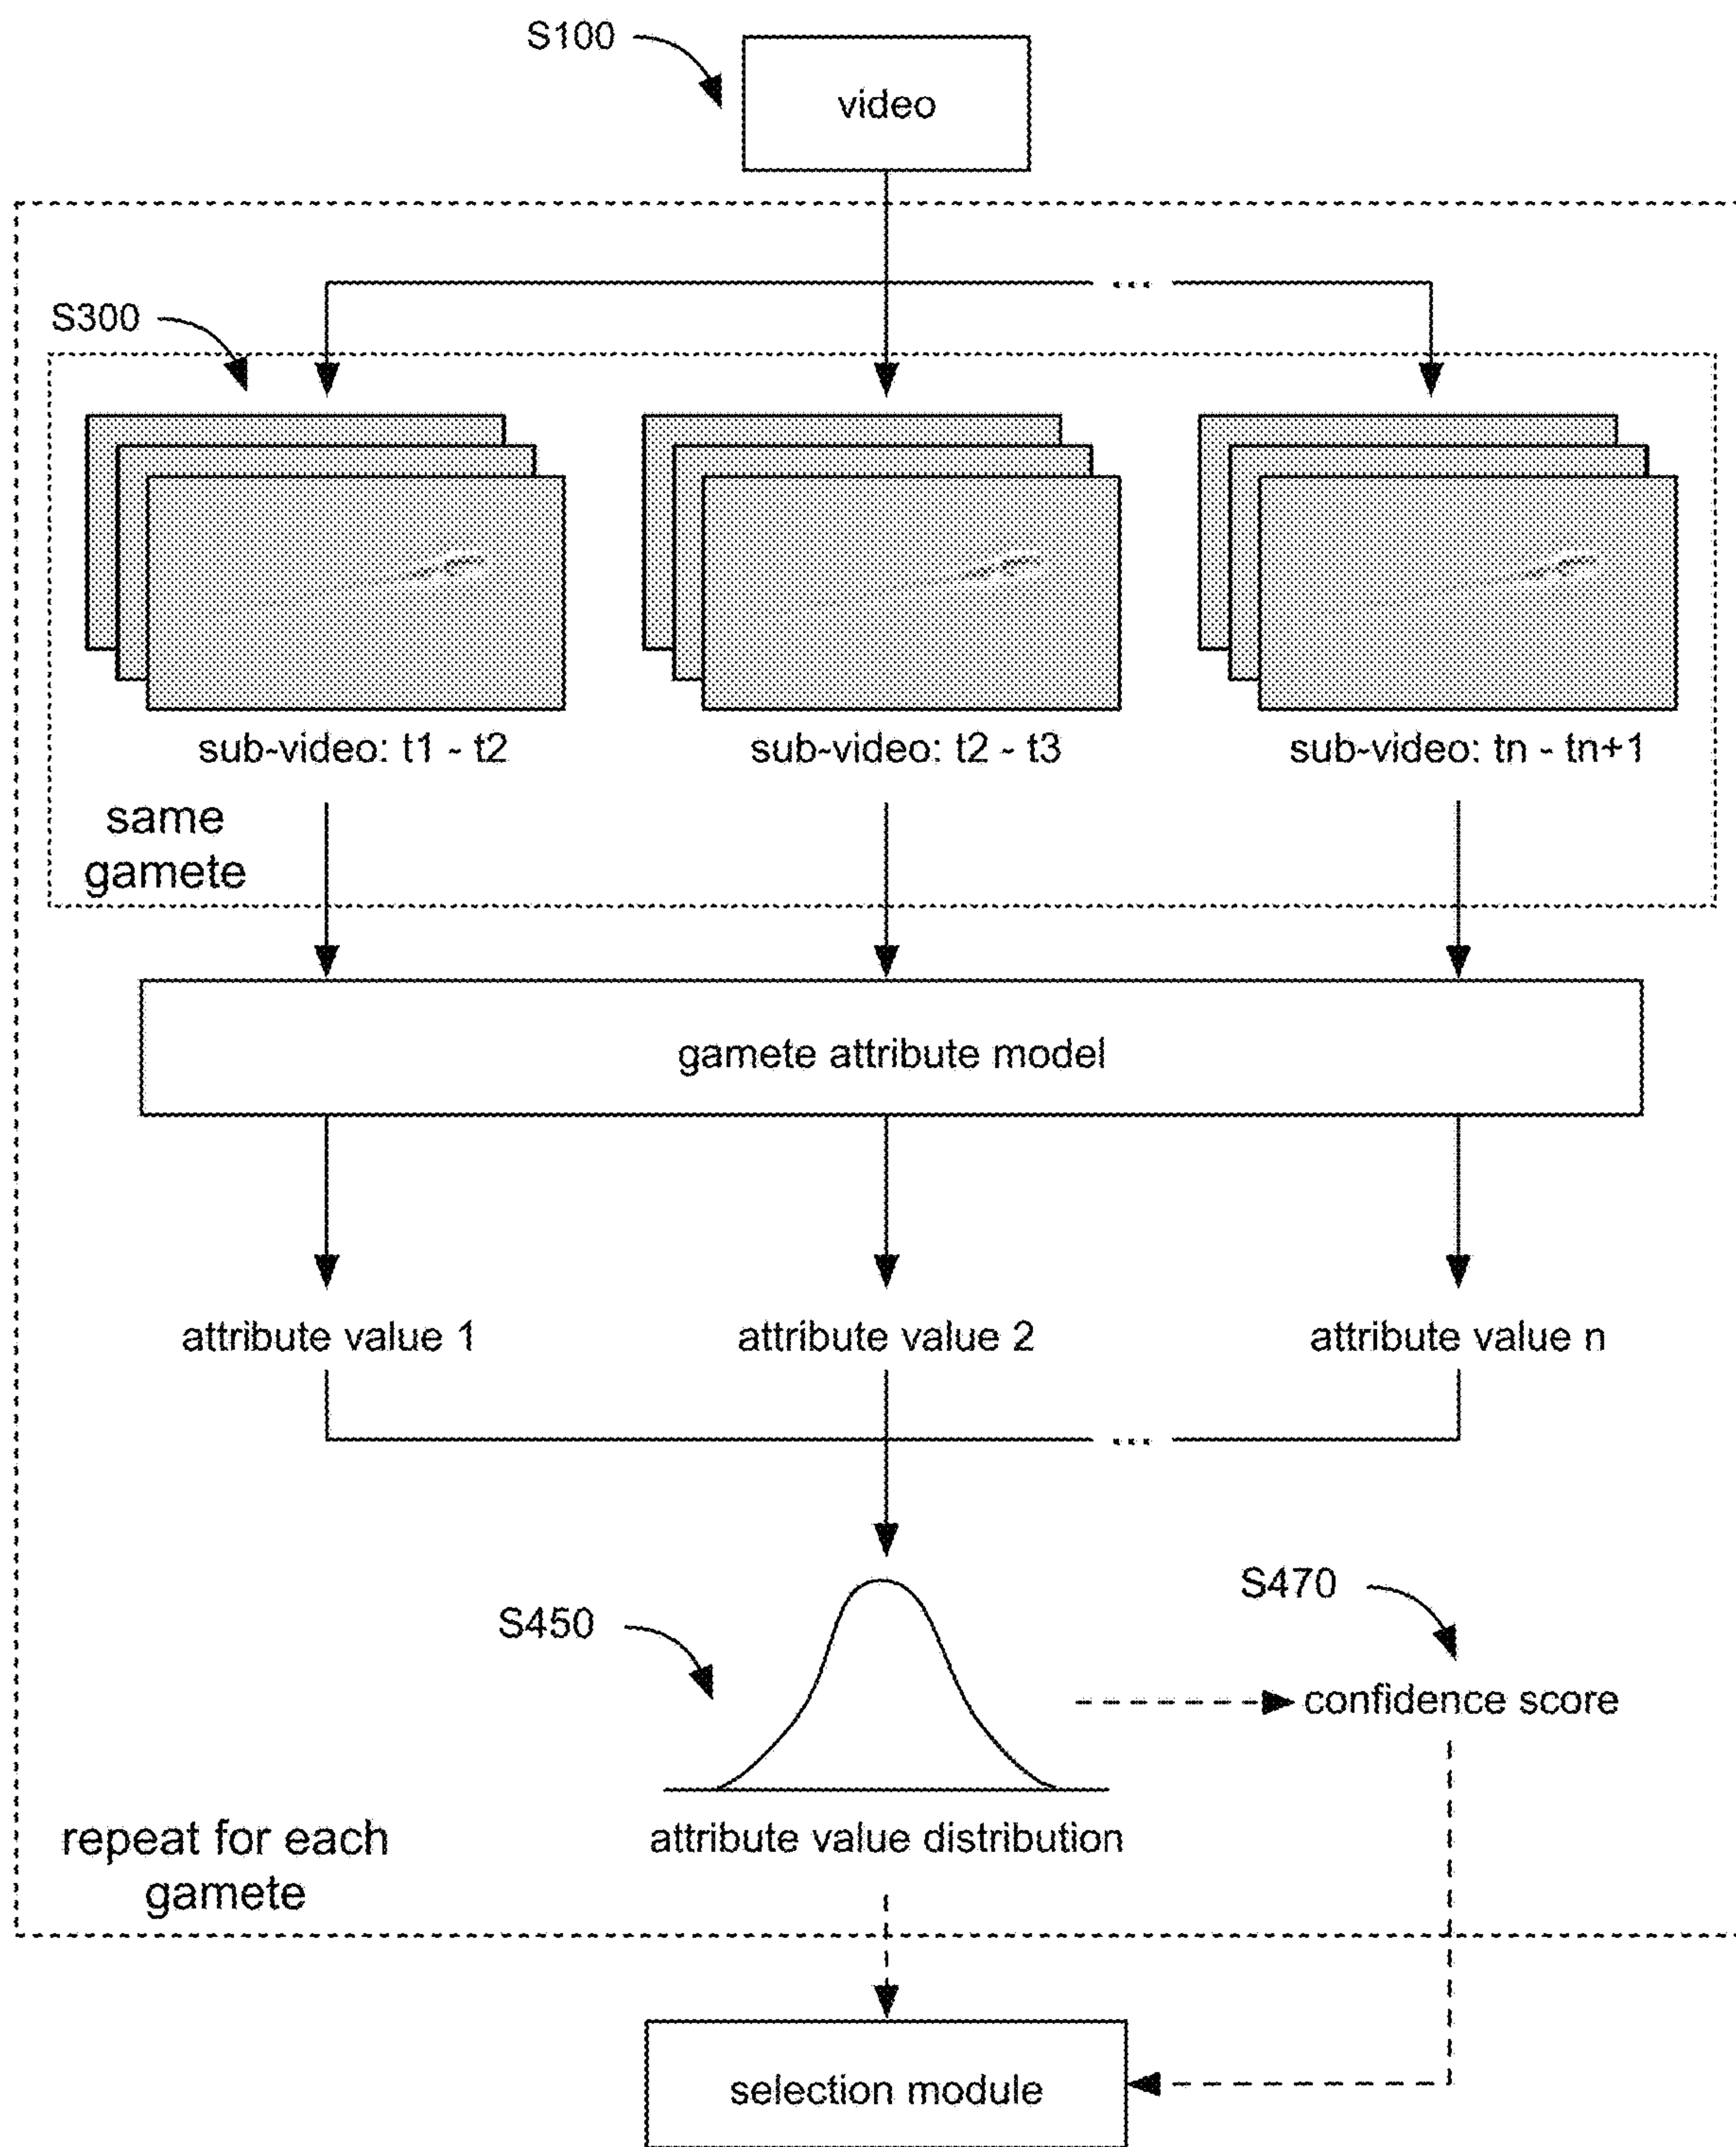 S100
video
...
S300
sub-video: t1 - t2
sub-video: t2 - t3
sub-video: tn - tn+1
same
gamete
gamete attribute model
attribute value 1
attribute value 2
attribute value n
...
S450
S470
confidence score
attribute value distribution
repeat for each
gamete
selection module